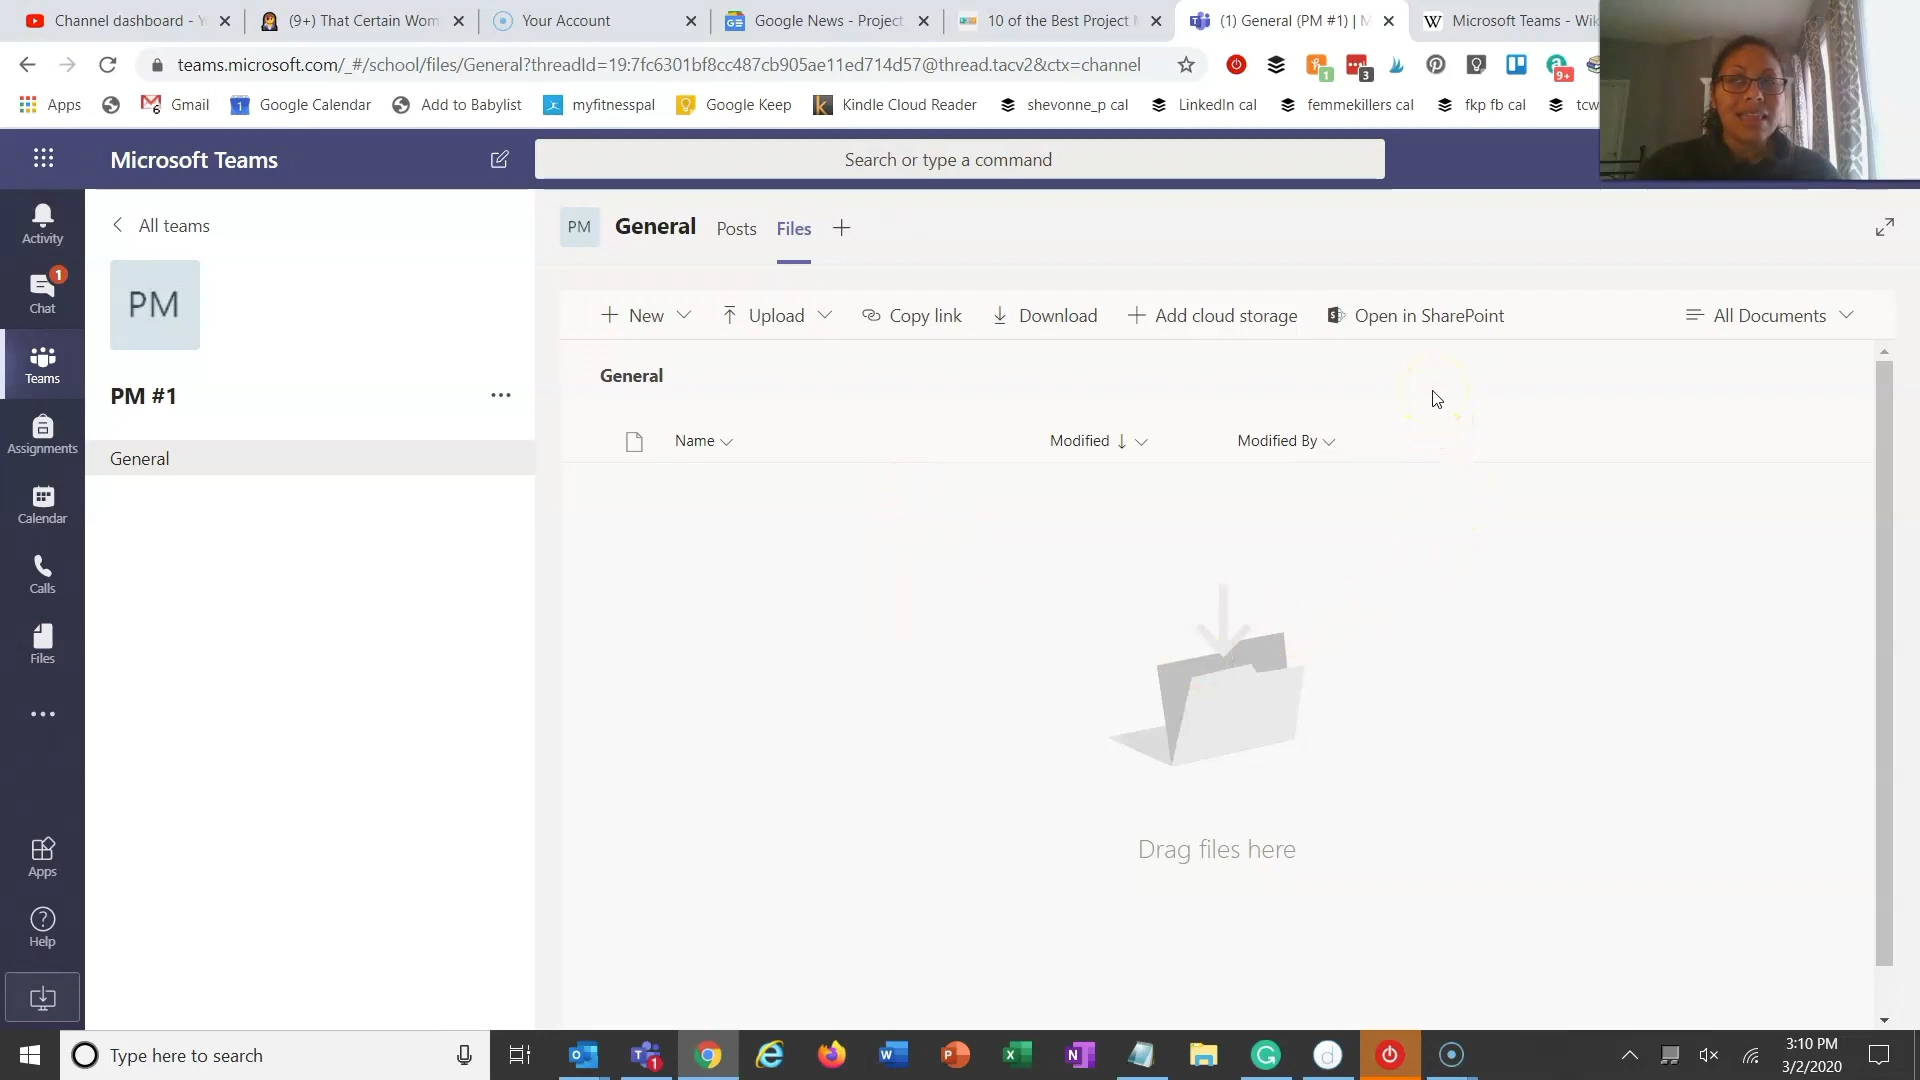 Channel dashboard - Y
(9+) That Certain Wom
Your Account
Google News - Project
10 of the Best Project
(1) General (PM #1) | M
W Microsoft Teams - Wik
teams.microsoft.com/_#/school/files/General?threadId=19:7fc6301bf8cc487cb905ae11ed714d57@thread.tacv2&ctx=channel
1
3
9+
Apps
Gmail
Google Calendar
Add to Babylist
myfitnesspal
Google Keep
Kindle Cloud Reader
shevonne_p cal
LinkedIn cal
femmekillers cal
fkp fb cal
tcw
Microsoft Teams
Search or type a command
Activity
1
Chat
Teams
Assignments
Calendar
Calls
Files
Apps
Help
All teams
PM
PM #1
General
PM
General
Posts
Files
New
Upload
Copy link
Download
Add cloud storage
Open in SharePoint
All Documents
General
Name
Modified
Modified By
Drag files here
Type here to search
3:10 PM
3/2/2020